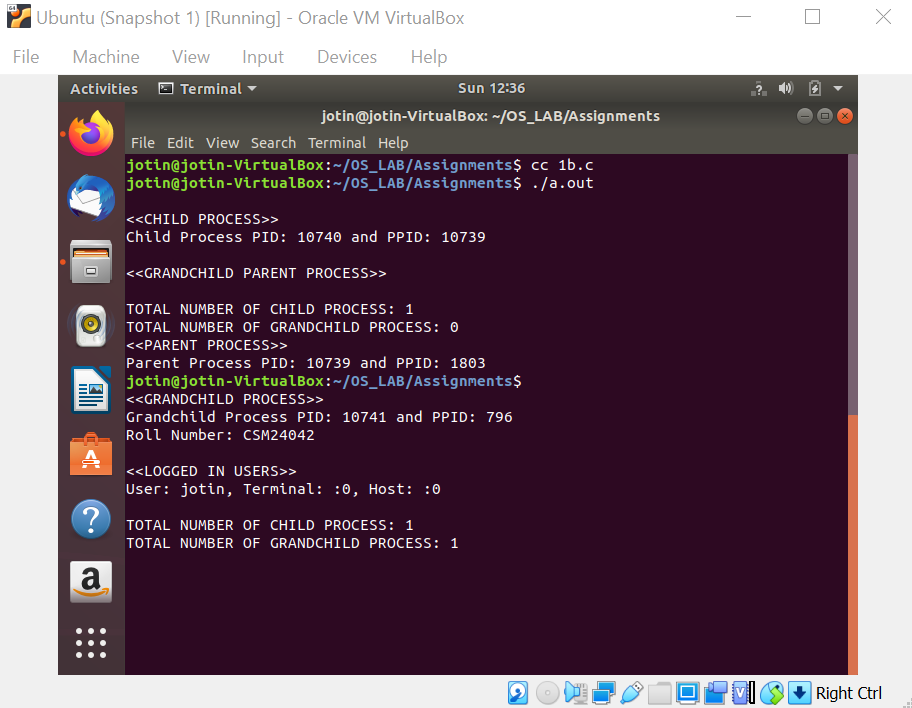 Ubuntu (Snapshot 1) [Running] - Oracle VM VirtualBox
File Machine View Input Devices Help
Activities Terminal Sun 12:36
jotin@jotin-VirtualBox: ~/OS_LAB/Assignments
File Edit View Search Terminal Help
jotin@jotin-VirtualBox:~/OS_LAB/Assignments$ cc 1b.c
jotin@jotin-VirtualBox:~/OS_LAB/Assignments$ ./a.out
<<CHILD PROCESS>>
Child Process PID: 10740 and PPID: 10739
<<GRANDCHILD PARENT PROCESS>>
TOTAL NUMBER OF CHILD PROCESS: 1
TOTAL NUMBER OF GRANDCHILD PROCESS: 0
<<PARENT PROCESS>>
Parent Process PID: 10739 and PPID: 1803
jotin@jotin-VirtualBox:~/OS_LAB/Assignments$
<<GRANDCHILD PROCESS>>
Grandchild Process PID: 10741 and PPID: 796
Roll Number: CSM24042
<<LOGGED IN USERS>>
User: jotin, Terminal: :0, Host: :0
TOTAL NUMBER OF CHILD PROCESS: 1
TOTAL NUMBER OF GRANDCHILD PROCESS: 1
Right Ctrl